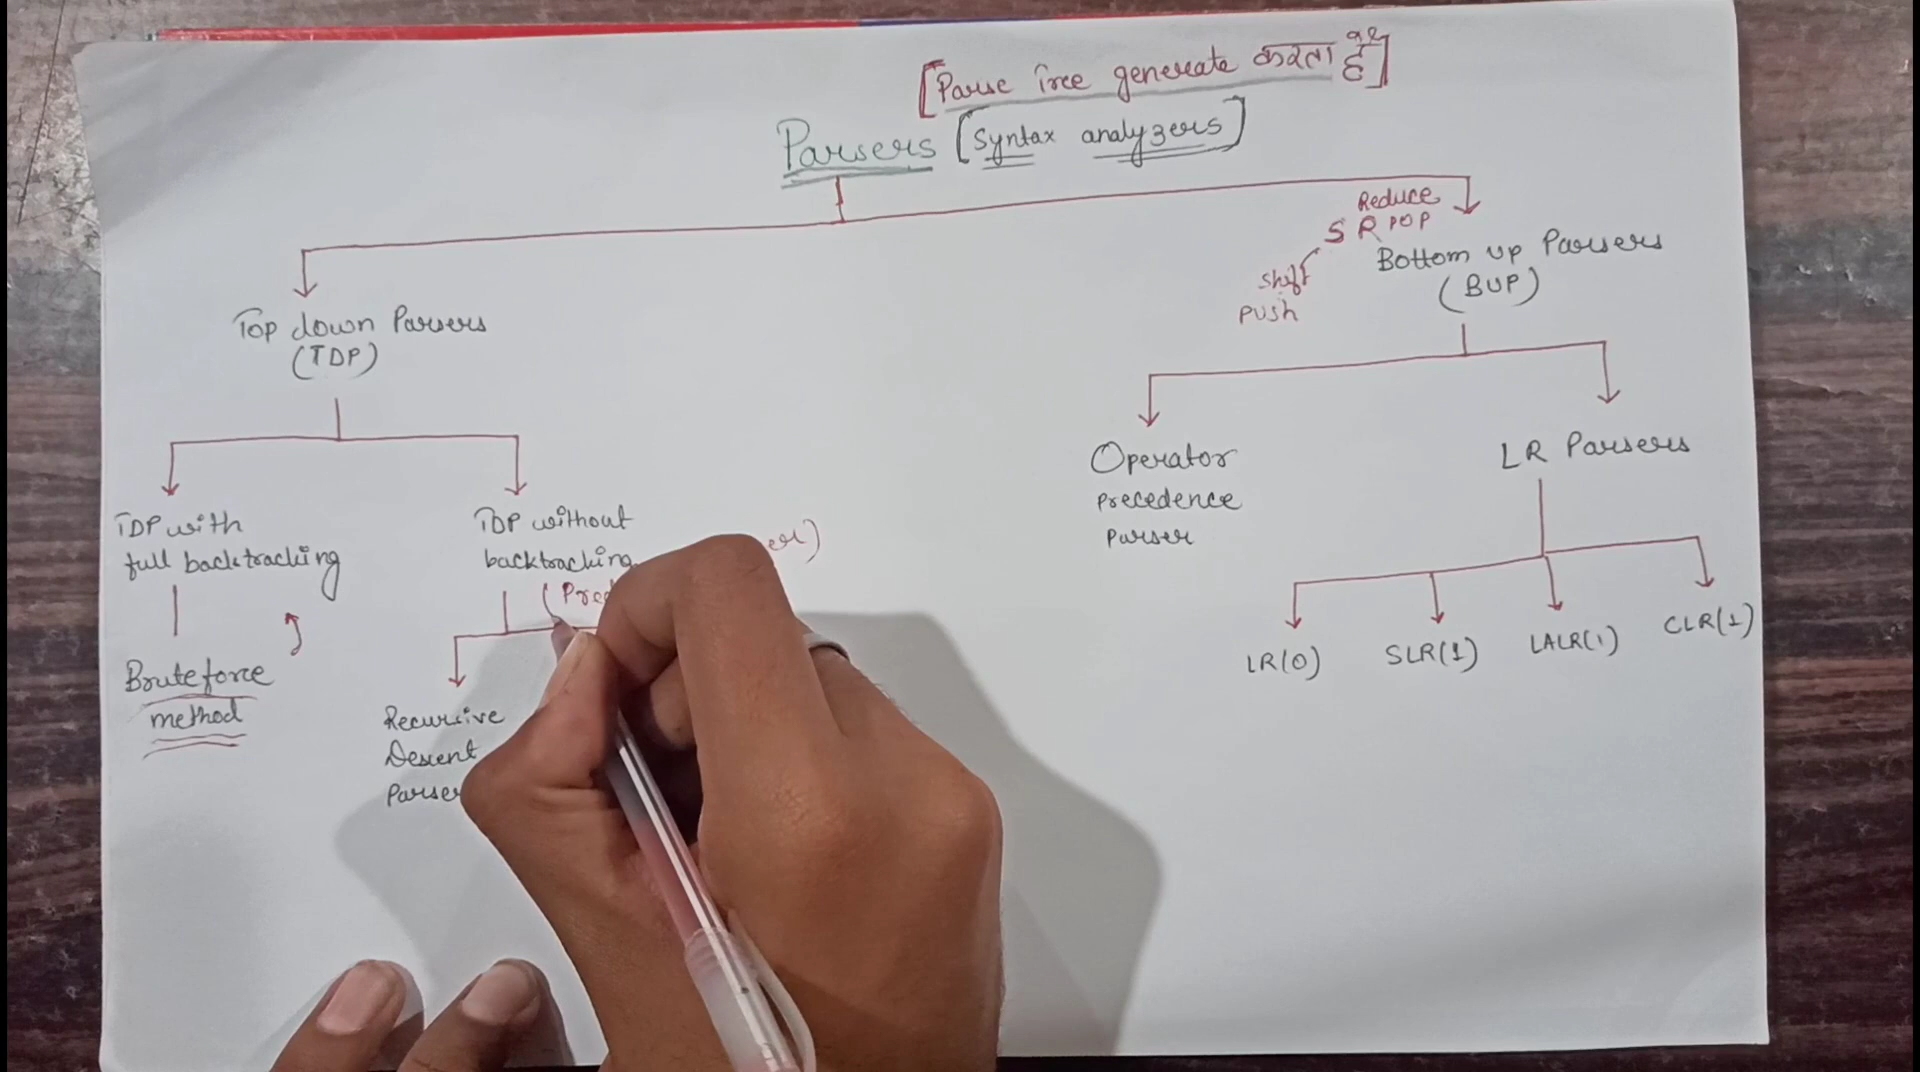 [Parse Tree generate करता है]
Parsers [Syntax analyzers]
Reduce
S R POP
Shift
PUSH
Bottom up Parsers
(BUP)
Top down Parsers
(TDP)
Operator
precedence
parser
LR Parsers
TDP with
full backtracking
TDP without
backtracking
LR(0) SLR(1) LALR(1) CLR(1)
Bruteforce
method
Recursive
Descent
Parser